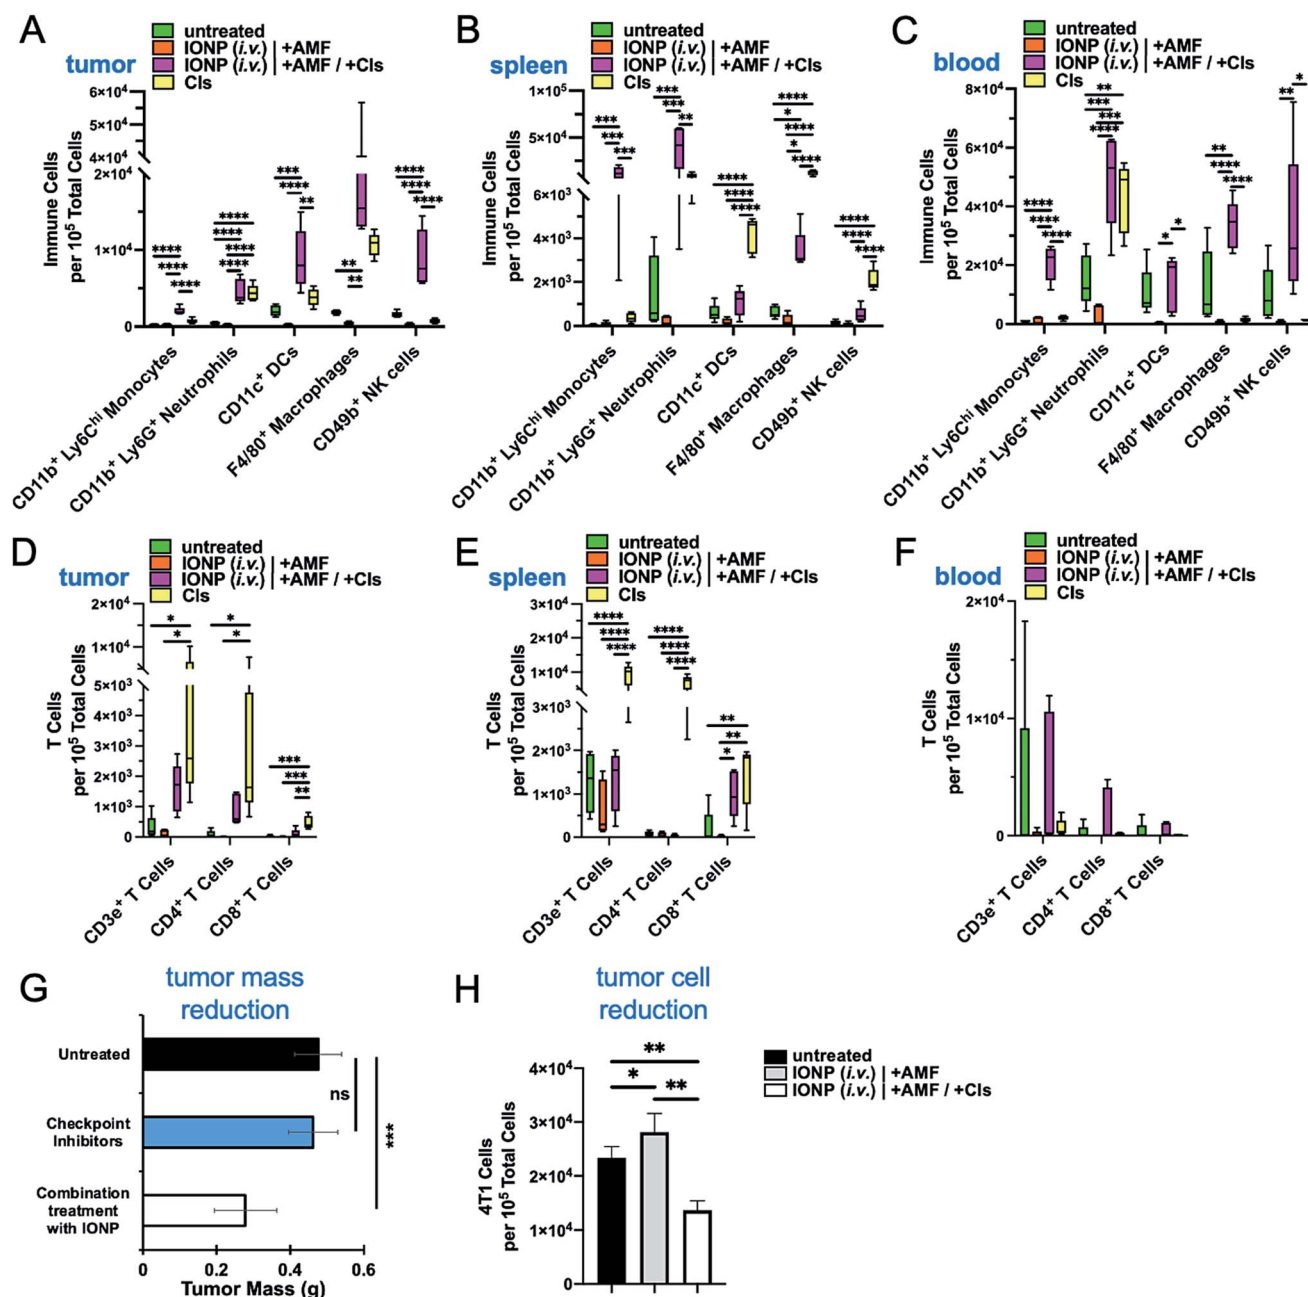 A
tumor
untreated
IONP (i.v.) | +AMF
IONP (i.v.) | +AMF / +CIs
CIs
Immune Cells
per 10⁵ Total Cells
6×10⁴
5×10⁴
4×10⁴
2×10⁴
1×10⁴
0
*** **** **
**** **** ****
**** **** **** ****
** **
**** **** ****
CD11b⁺ Ly6Cʰⁱ Monocytes
CD11b⁺ Ly6G⁺ Neutrophils
CD11c⁺ DCs
F4/80⁺ Macrophages
CD49b⁺ NK cells
B
spleen
untreated
IONP (i.v.) | +AMF
IONP (i.v.) | +AMF / +CIs
CIs
Immune Cells
per 10⁵ Total Cells
1×10⁵
5×10⁴
6×10³
4×10³
2×10³
0
*** *** ***
*** *** **
**** **** ****
**** * **** * ****
**** **** ****
CD11b⁺ Ly6Cʰⁱ Monocytes
CD11b⁺ Ly6G⁺ Neutrophils
CD11c⁺ DCs
F4/80⁺ Macrophages
CD49b⁺ NK cells
C
blood
untreated
IONP (i.v.) | +AMF
IONP (i.v.) | +AMF / +CIs
CIs
Immune Cells
per 10⁵ Total Cells
8×10⁴
6×10⁴
4×10⁴
2×10⁴
0
**** **** ****
** *** *** ****
* *
** **** ****
** *
CD11b⁺ Ly6Cʰⁱ Monocytes
CD11b⁺ Ly6G⁺ Neutrophils
CD11c⁺ DCs
F4/80⁺ Macrophages
CD49b⁺ NK cells
D
tumor
untreated
IONP (i.v.) | +AMF
IONP (i.v.) | +AMF / +CIs
CIs
T Cells
per 10⁵ Total Cells
2×10⁴
1×10⁴
5×10³
4×10³
3×10³
2×10³
1×10³
0
* *
* *
*** *** **
CD3e⁺ T Cells
CD4⁺ T Cells
CD8⁺ T Cells
E
spleen
untreated
IONP (i.v.) | +AMF
IONP (i.v.) | +AMF / +CIs
CIs
T Cells
per 10⁵ Total Cells
3×10⁴
2×10⁴
1×10⁴
3×10³
2×10³
1×10³
0
**** **** ****
**** **** ****
** ** *
CD3e⁺ T Cells
CD4⁺ T Cells
CD8⁺ T Cells
F
blood
untreated
IONP (i.v.) | +AMF
IONP (i.v.) | +AMF / +CIs
CIs
T Cells
per 10⁵ Total Cells
2×10⁴
1×10⁴
0
CD3e⁺ T Cells
CD4⁺ T Cells
CD8⁺ T Cells
G
tumor mass
reduction
Untreated
Checkpoint
Inhibitors
Combination
treatment
with IONP
ns
***
0 0.2 0.4 0.6
Tumor Mass (g)
H
tumor cell
reduction
untreated
IONP (i.v.) | +AMF
IONP (i.v.) | +AMF / +CIs
4T1 Cells
per 10⁵ Total Cells
4×10⁴
3×10⁴
2×10⁴
1×10⁴
0
**
* **